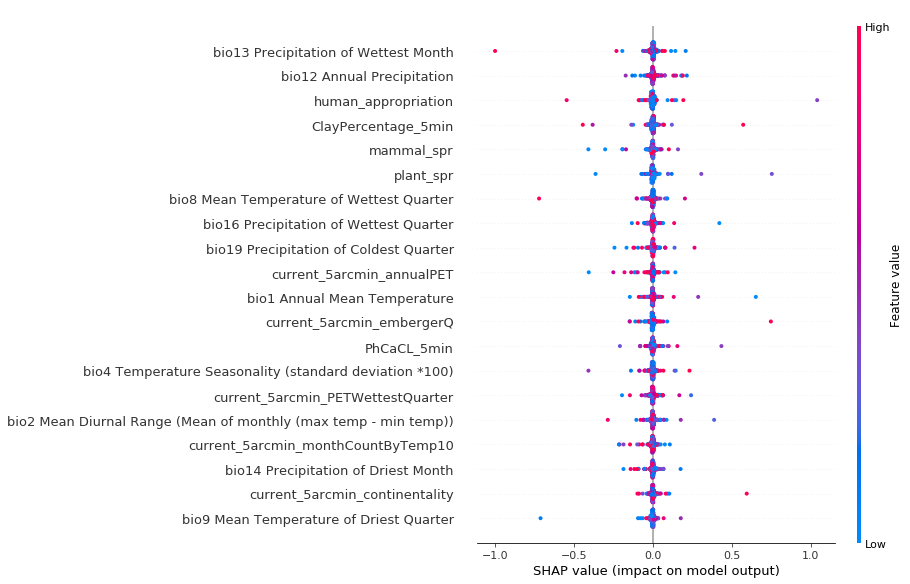 High
bio13 Precipitation of Wettest Month
bio12 Annual Precipitation
human_appropriation
ClayPercentage_5min
mammal_spr
plant_spr
bio8 Mean Temperature of Wettest Quarter
bio16 Precipitation of Wettest Quarter
bio19 Precipitation of Coldest Quarter
current_5arcmin_annualPET
bio1 Annual Mean Temperature
current_5arcmin_embergerQ
PhCaCL_5min
bio4 Temperature Seasonality (standard deviation *100)
current_5arcmin_PETWettestQuarter
bio2 Mean Diurnal Range (Mean of monthly (max temp - min temp))
current_5arcmin_monthCountByTemp10
bio14 Precipitation of Driest Month
current_5arcmin_continentality
bio9 Mean Temperature of Driest Quarter
Feature value
Low
−1.0 −0.5 0.0 0.5 1.0
SHAP value (impact on model output)